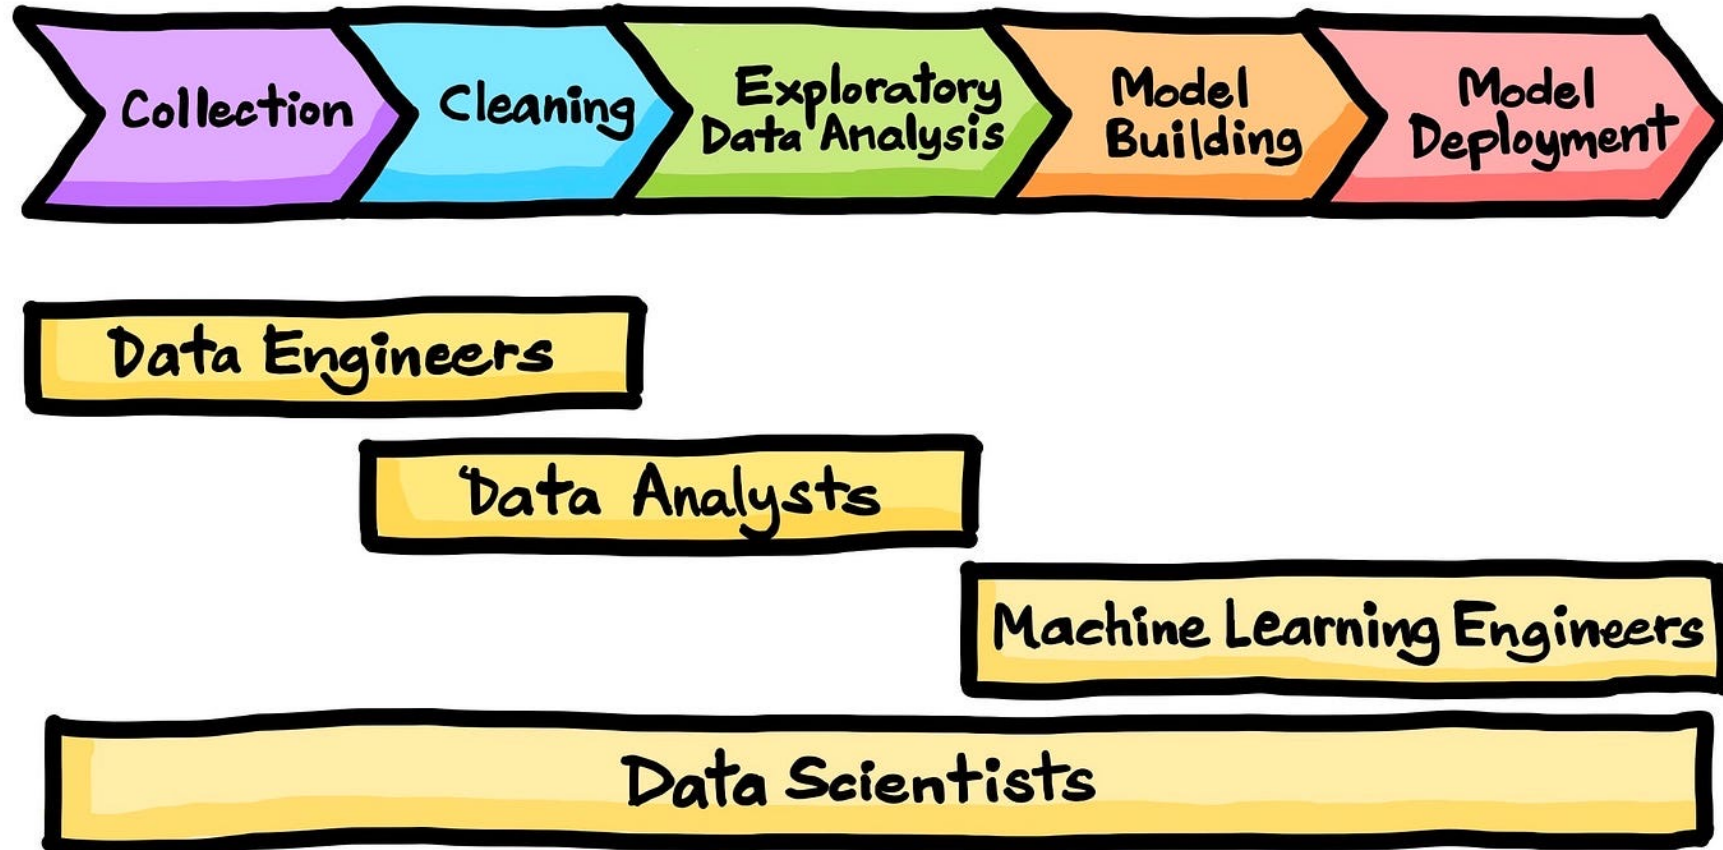 Collection
Cleaning
Exploratory
Data Analysis
Model
Building
Model
Deployment
Data Engineers
Data Analysts
Machine Learning Engineers
Data Scientists